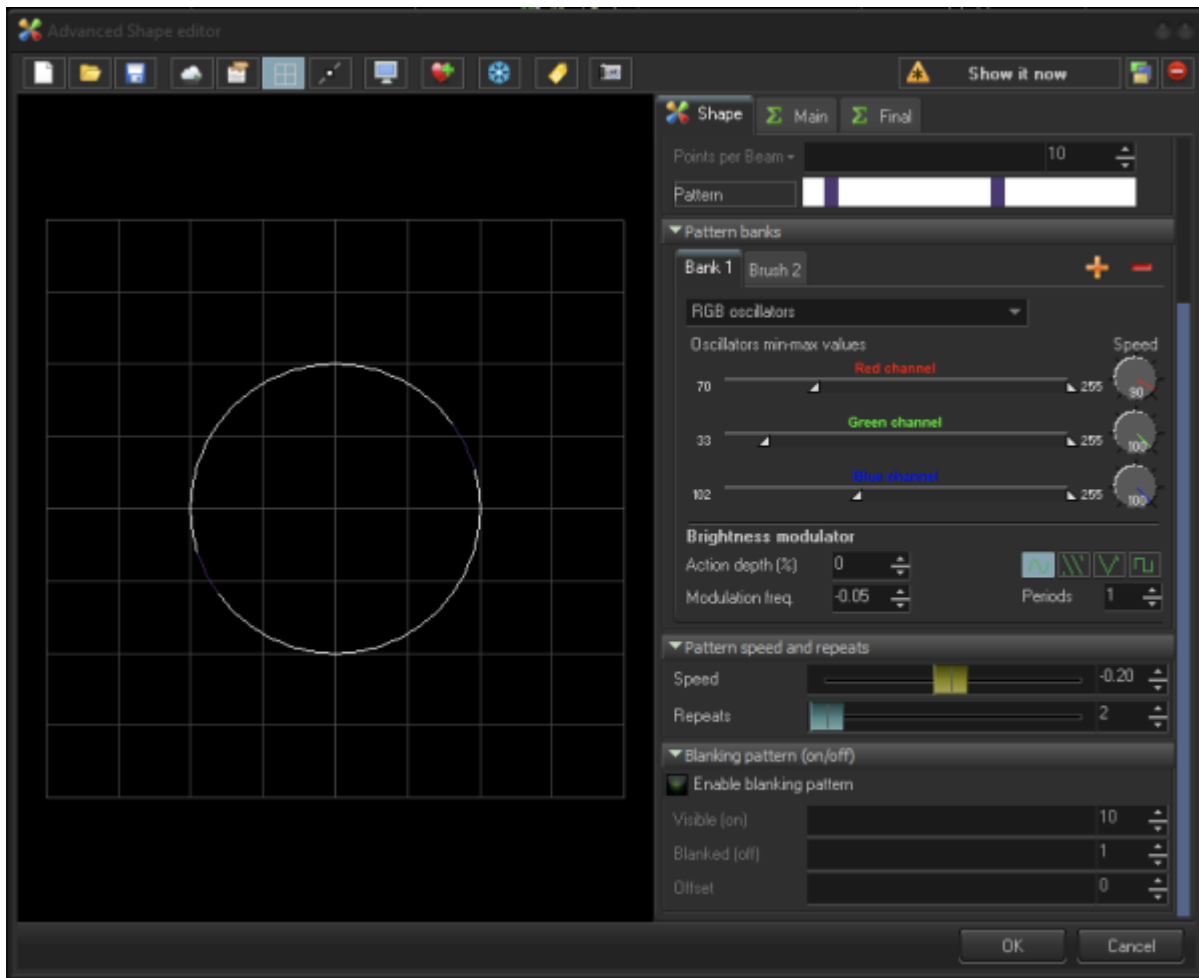 Advanced Shape editor
Show it now
Shape Main Final
Points per Beam 10
Pattern
Pattern banks
Bank 1 Brush 2
RGB oscillators
Oscillators min-max values Speed
Red channel
70 255 90
Green channel
33 255 100
Blue channel
102 255 100
Brightness modulator
Action depth (%) 0
Modulation freq. -0.05 Periods 1
Pattern speed and repeats
Speed -0.20
Repeats 2
Blanking pattern (on/off)
Enable blanking pattern
Visible (on) 10
Blanked (off) 1
Offset 0
OK Cancel